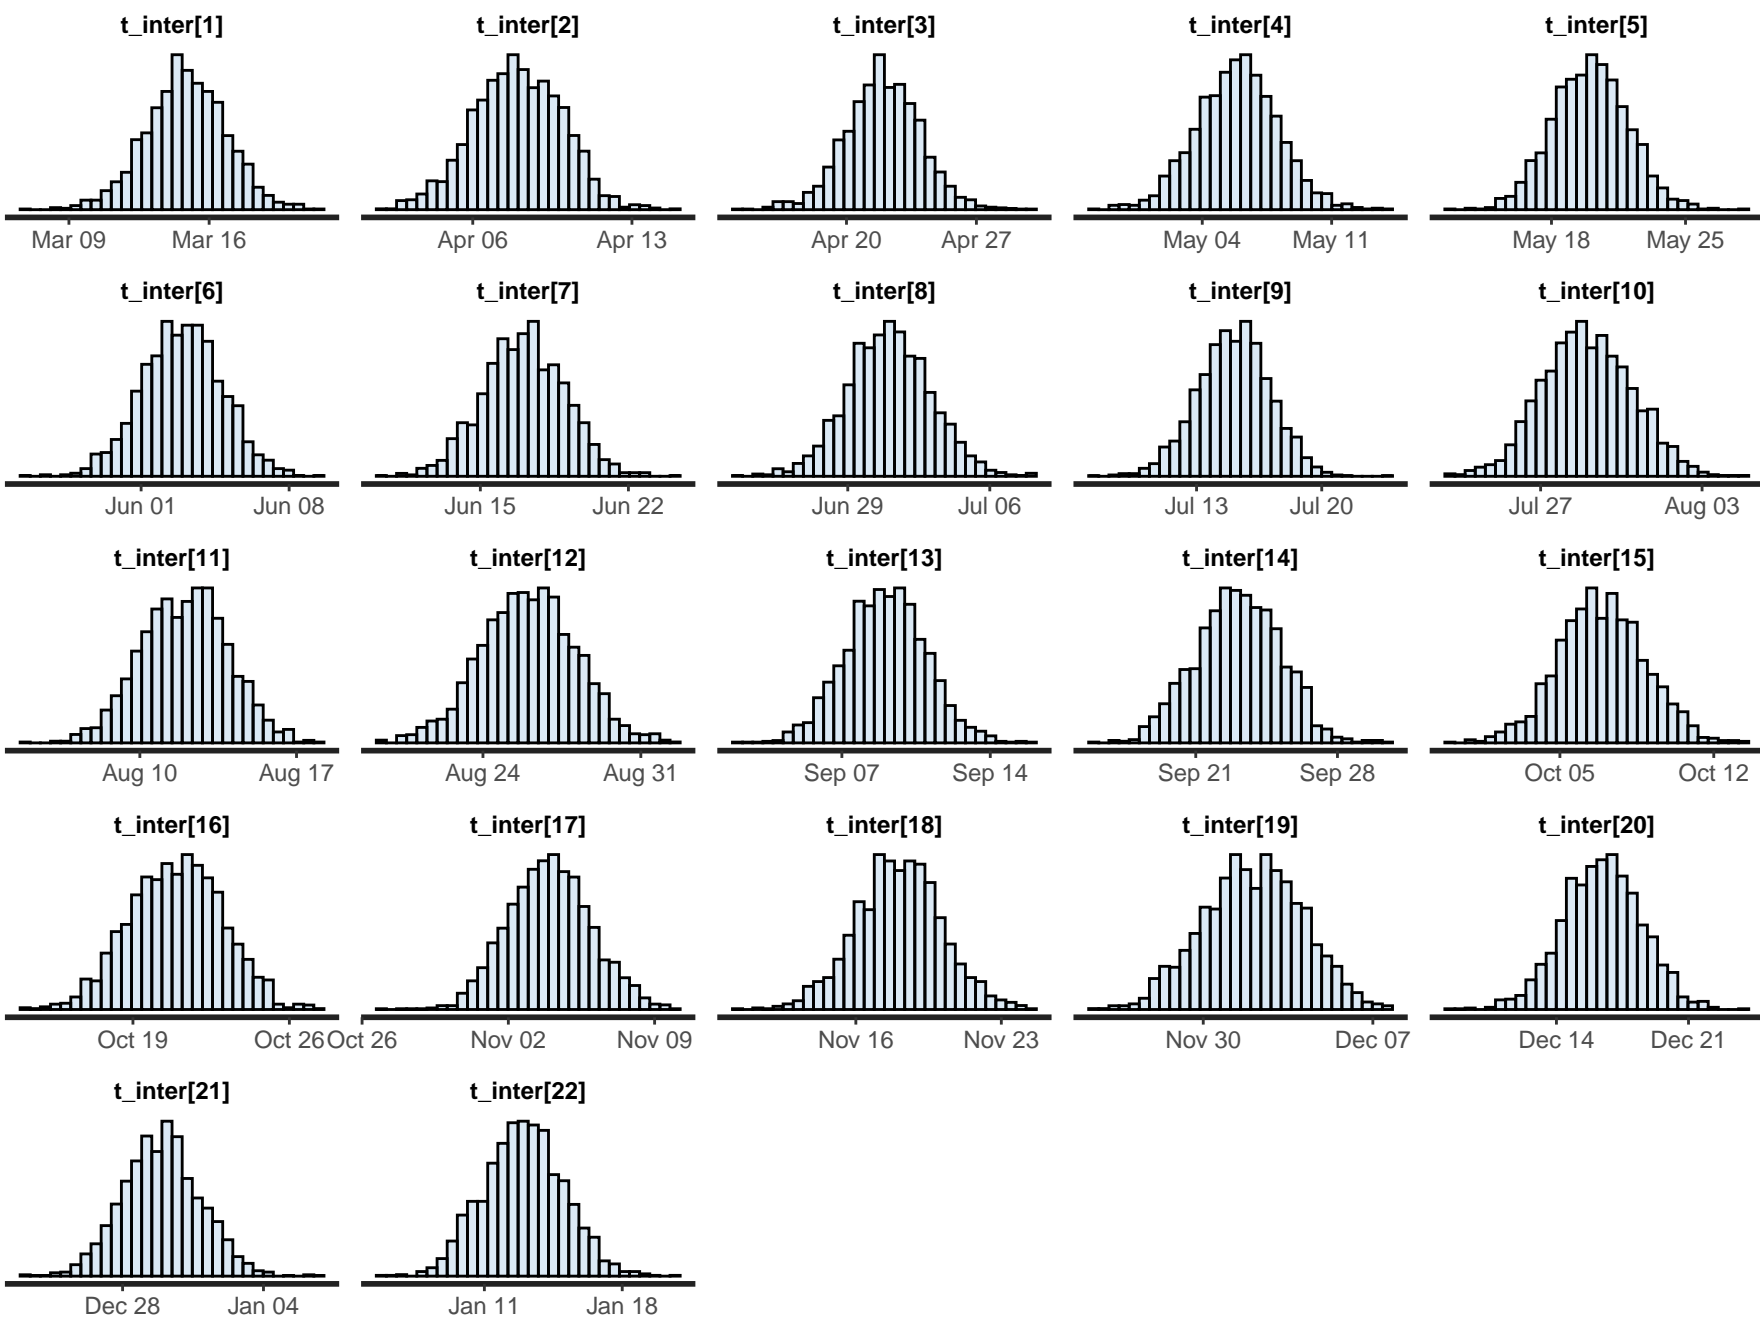 t_inter[1] t_inter[2] t_inter[3] t_inter[4] t_inter[5]
Mar 09 Mar 16 Apr 06 Apr 13 Apr 20 Apr 27 May 04 May 11 May 18 May 25
t_inter[6] t_inter[7] t_inter[8] t_inter[9] t_inter[10]
Jun 01 Jun 08 Jun 15 Jun 22 Jun 29 Jul 06 Jul 13 Jul 20 Jul 27 Aug 03
t_inter[11] t_inter[12] t_inter[13] t_inter[14] t_inter[15]
Aug 10 Aug 17 Aug 24 Aug 31 Sep 07 Sep 14 Sep 21 Sep 28 Oct 05 Oct 12
t_inter[16] t_inter[17] t_inter[18] t_inter[19] t_inter[20]
Oct 19 Oct 26 Oct 26 Nov 02 Nov 09 Nov 16 Nov 23 Nov 30 Dec 07 Dec 14 Dec 21
t_inter[21] t_inter[22]
Dec 28 Jan 04 Jan 11 Jan 18